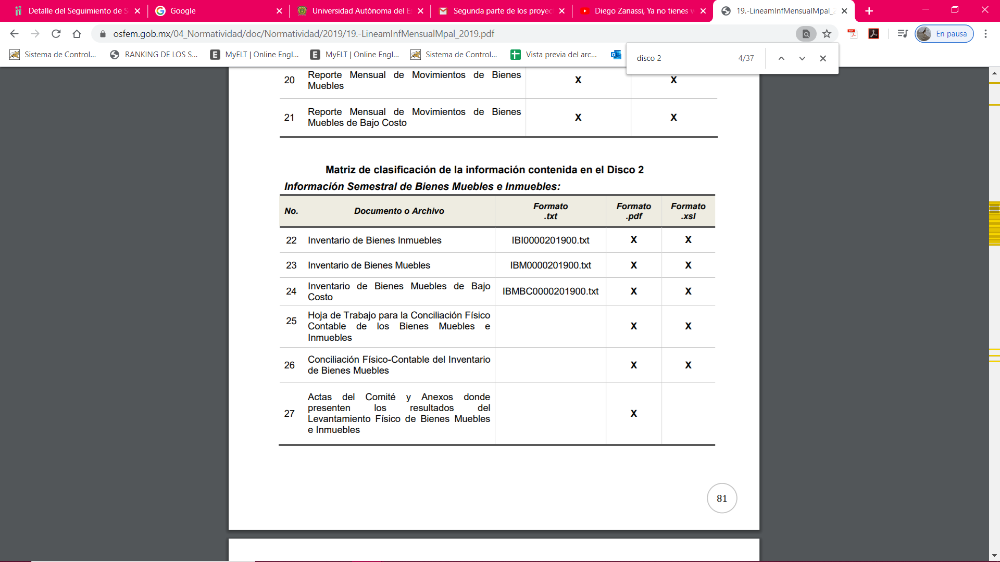 Detalle del Seguimiento de S
Google
Universidad Autónoma del E
Segunda parte de los proyec
Diego Zanassi, Ya no tienes v
19.-LineamInfMensualMpal_2
osfem.gob.mx/04_Normatividad/doc/Normatividad/2019/19.-LineamInfMensualMpal_2019.pdf
En pausa
Sistema de Control...
RANKING DE LOS S...
MyELT | Online Engl...
MyELT | Online Engl...
Sistema de Control...
Vista previa del arc...
disco 2
4/37
20 Reporte Mensual de Movimientos de Bienes
Muebles
X X
21 Reporte Mensual de Movimientos de Bienes
Muebles de Bajo Costo
X X
Matriz de clasificación de la información contenida en el Disco 2
Información Semestral de Bienes Muebles e Inmuebles:
No. Documento o Archivo Formato .txt Formato .pdf Formato .xsl
22 Inventario de Bienes Inmuebles IBI0000201900.txt X X
23 Inventario de Bienes Muebles IBM0000201900.txt X X
24 Inventario de Bienes Muebles de Bajo
Costo
IBMBC0000201900.txt X X
25 Hoja de Trabajo para la Conciliación Físico
Contable de los Bienes Muebles e
Inmuebles
X X
26 Conciliación Físico-Contable del Inventario
de Bienes Muebles
X X
27 Actas del Comité y Anexos donde
presenten los resultados del
Levantamiento Físico de Bienes Muebles
e Inmuebles
X
81